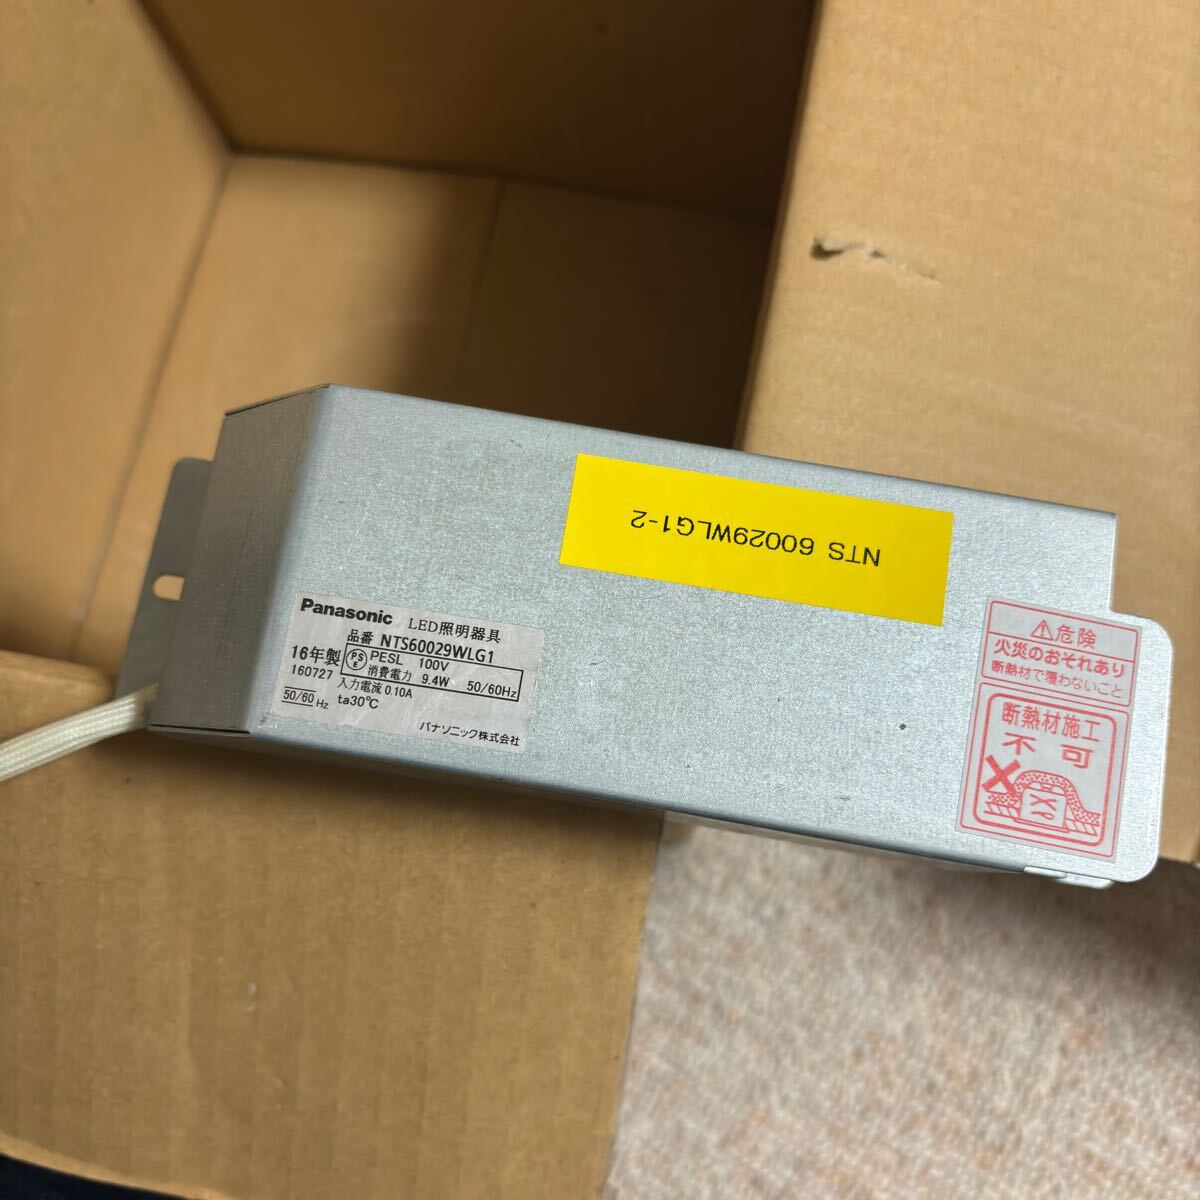 NTS 60029WLG1-2
Panasonic LED照明器具
品番 NTS60029WLG1
16年製 PS E PESL 100V
160727 消費電力 9.4W 50/60Hz
入力電流 0.10A
50/60 Hz ta30℃
パナソニック株式会社
⚠危険
火災のおそれあり
断熱材で覆わないこと
断熱材施工
不可